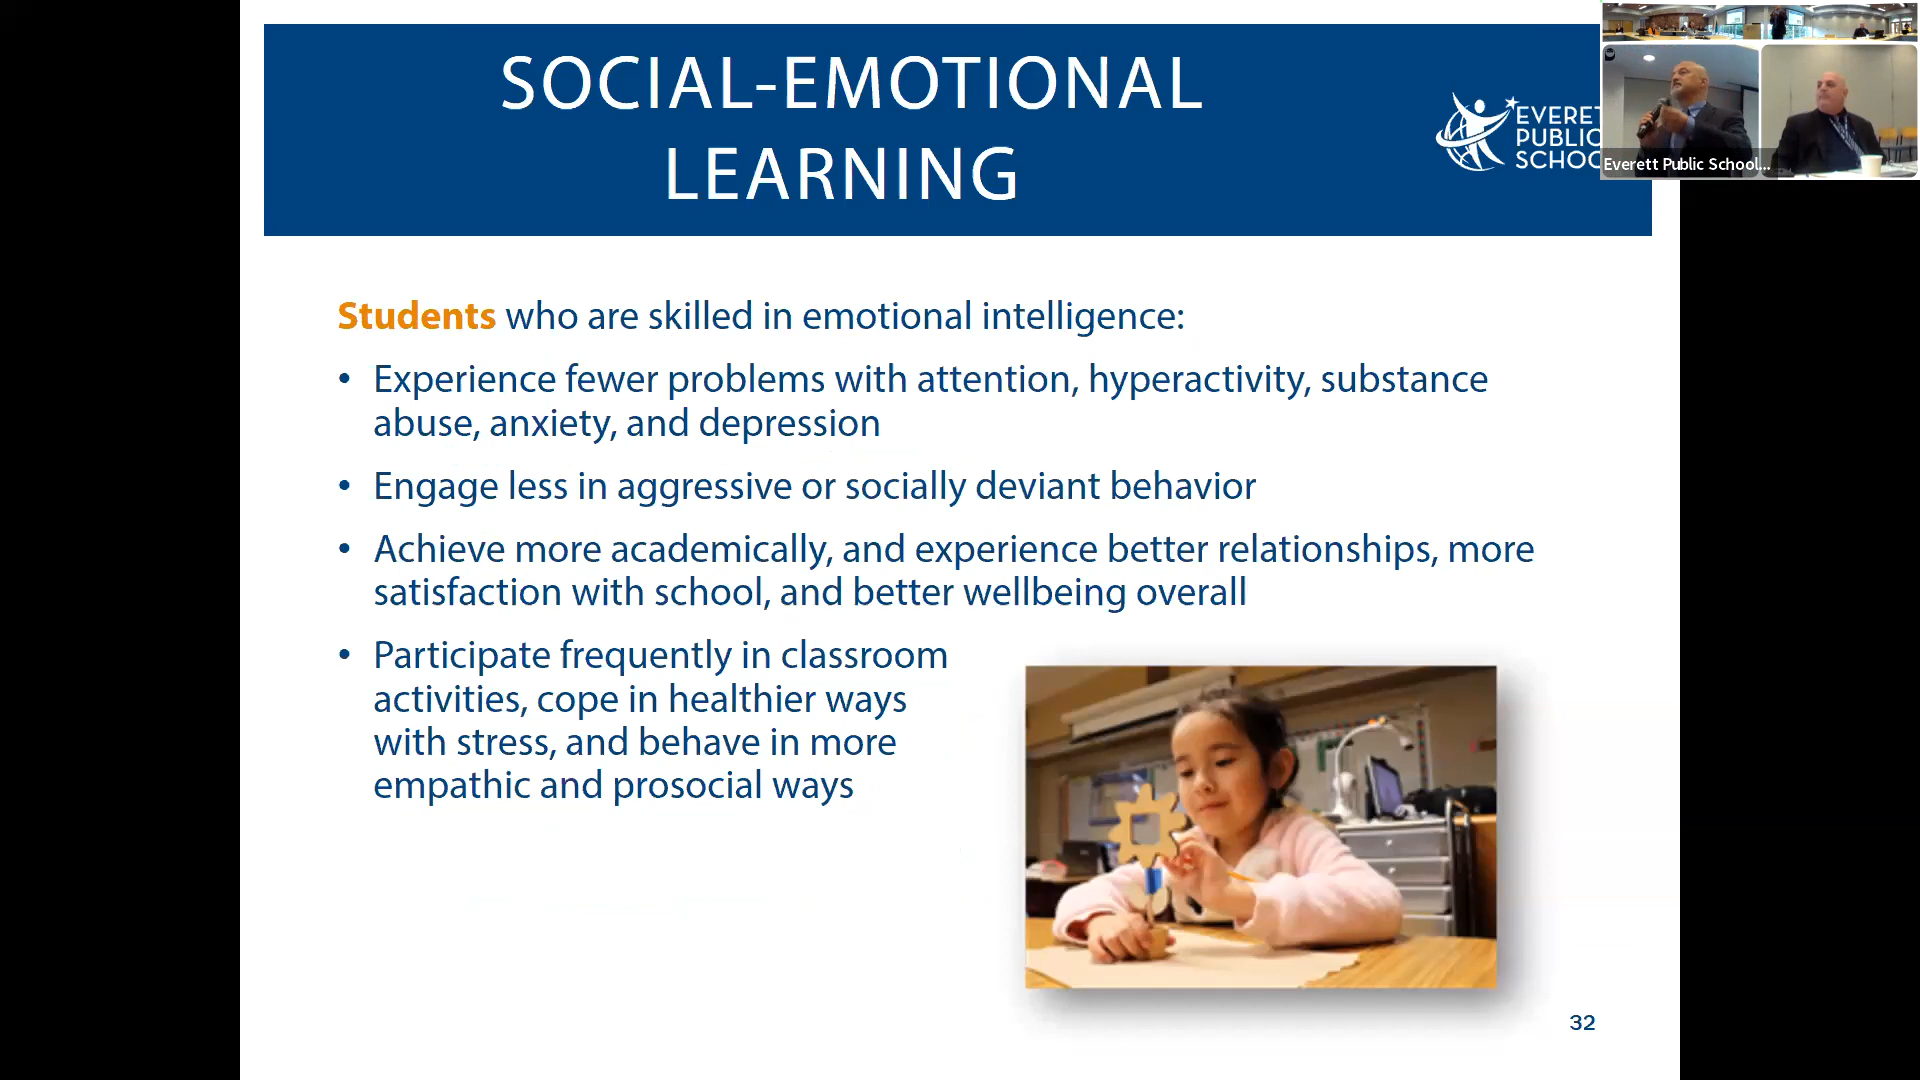 SOCIAL-EMOTIONAL
LEARNING
EVERE
PUBLIC
SCHO
Everett Public School...
Students who are skilled in emotional intelligence:
• Experience fewer problems with attention, hyperactivity, substance
abuse, anxiety, and depression
• Engage less in aggressive or socially deviant behavior
• Achieve more academically, and experience better relationships, more
satisfaction with school, and better wellbeing overall
• Participate frequently in classroom
activities, cope in healthier ways
with stress, and behave in more
empathic and prosocial ways
32